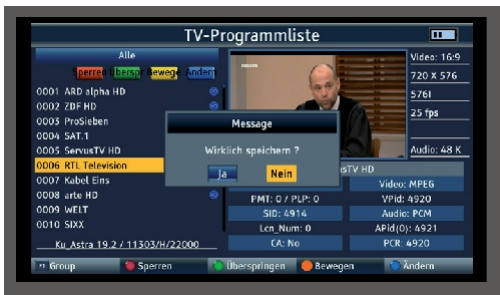 TV-Programmliste
Alle
Sperren Überspr Bewege Ändern
0001 ARD alpha HD
0002 ZDF HD
0003 ProSieben
0004 SAT.1
0005 ServusTV HD
0006 RTL Television
0007 Kabel Eins
0008 arte HD
0009 WELT
0010 SIXX
Ku_Astra 19.2 / 11303/H/22000
Video: 16:9
720 X 576
576I
25 fps
Audio: 48 K
Message
Wirklich speichern ?
Ja
Nein
TV HD
Video: MPEG
PMT: 0 / PLP: 0
VPid: 4920
SID: 4914
Audio: PCM
Lcn_Num: 0
APid(0): 4921
CA: No
PCR: 4920
Group
Sperren
Überspringen
Bewegen
Ändern